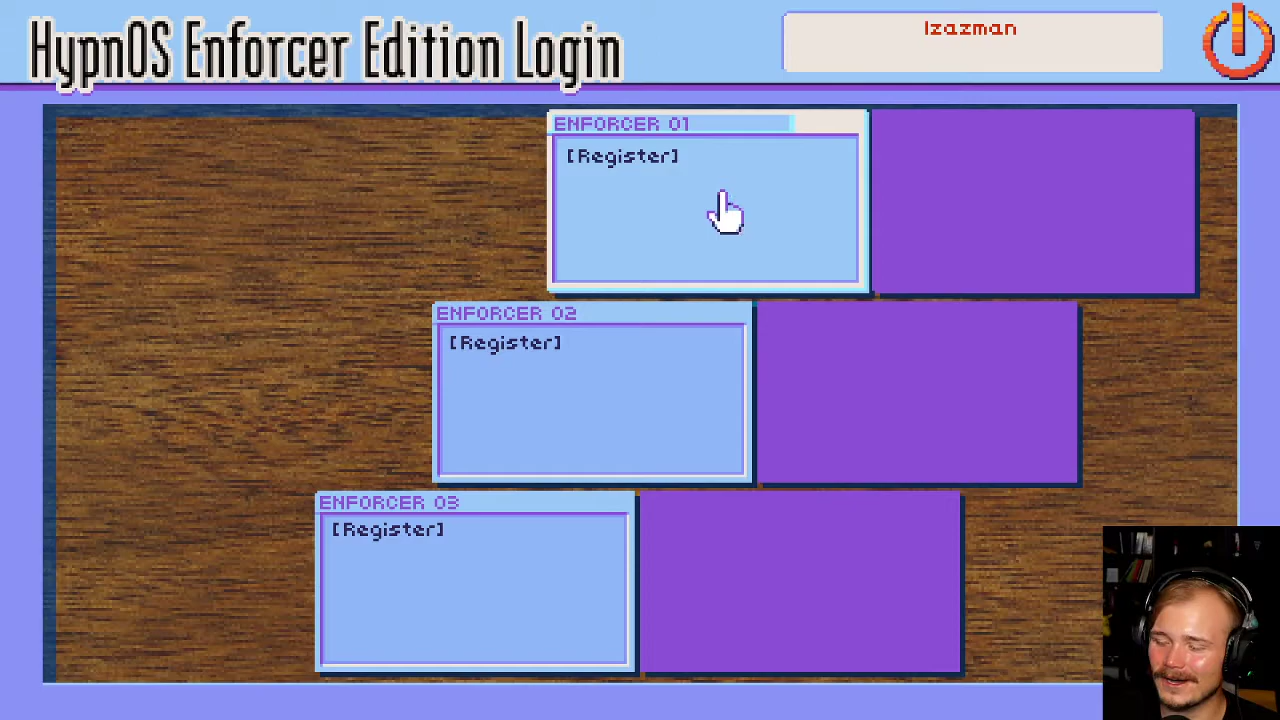 HypnOS Enforcer Edition Login
Izazman
ENFORCER 01
[Register]
ENFORCER 02
[Register]
ENFORCER 03
[Register]